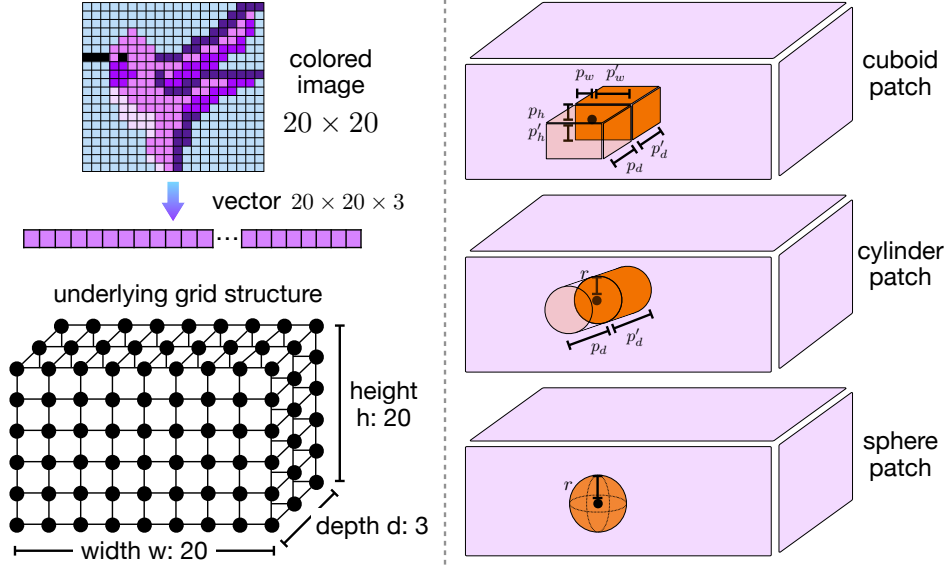 colored
image
20 × 20
vector 20 × 20 × 3
...
underlying grid structure
height
h: 20
depth d: 3
width w: 20
cuboid
patch
p_w p'_w
p_h
p'_h
p_d
p'_d
cylinder
patch
r
p_d
p'_d
sphere
patch
r